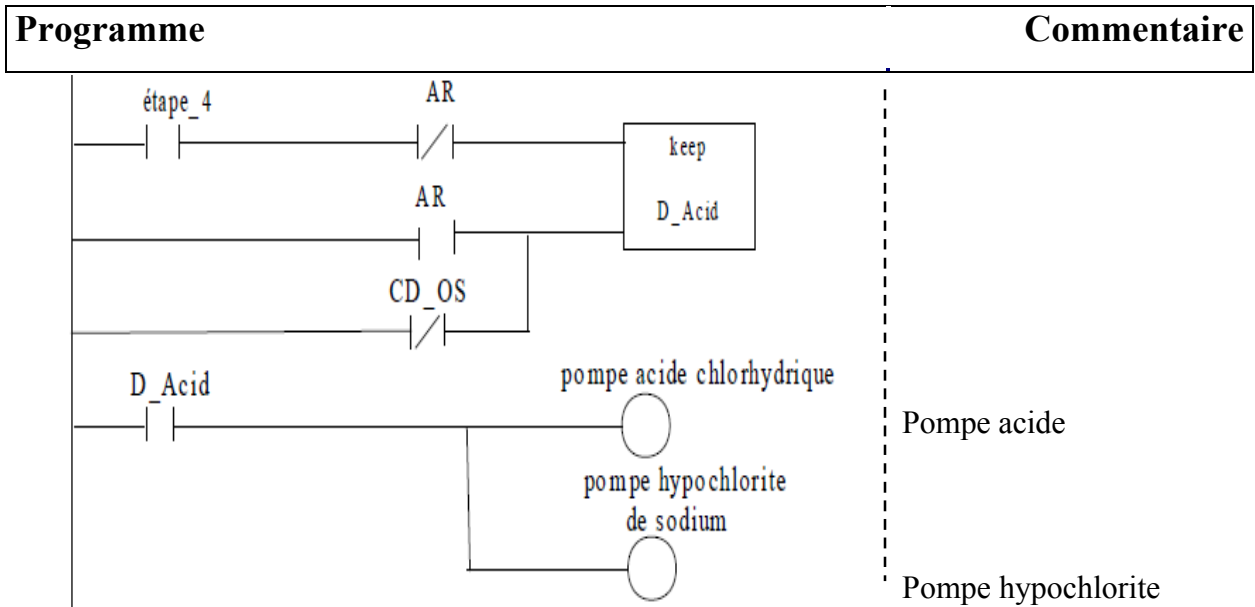 Programme Commentaire
étape_4 AR
keep
D_Acid
AR
CD_OS
D_Acid
pompe acide chlorhydrique
Pompe acide
pompe hypochlorite
de sodium
Pompe hypochlorite